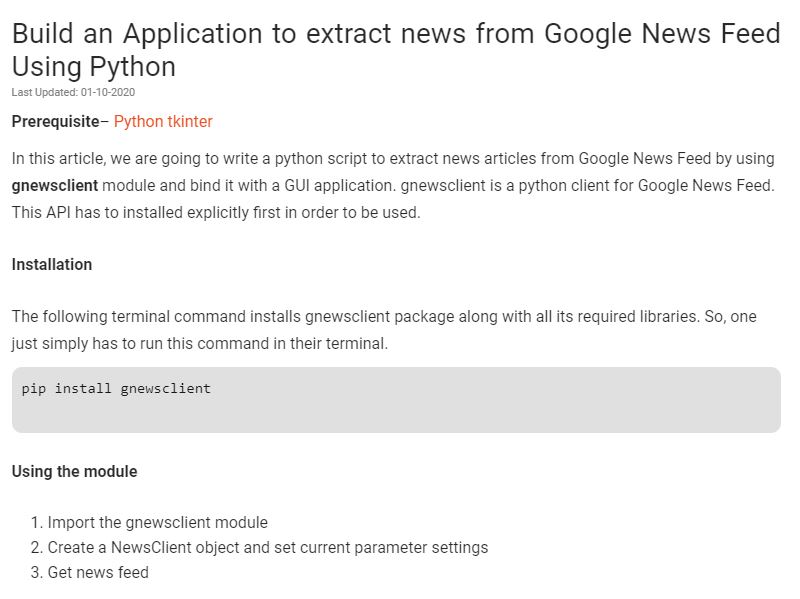 Build an Application to extract news from Google News Feed
Using Python
Last Updated: 01-10-2020
Prerequisite– Python tkinter
In this article, we are going to write a python script to extract news articles from Google News Feed by using
gnewsclient module and bind it with a GUI application. gnewsclient is a python client for Google News Feed.
This API has to installed explicitly first in order to be used.
Installation
The following terminal command installs gnewsclient package along with all its required libraries. So, one
just simply has to run this command in their terminal.
pip install gnewsclient
Using the module
1. Import the gnewsclient module
2. Create a NewsClient object and set current parameter settings
3. Get news feed